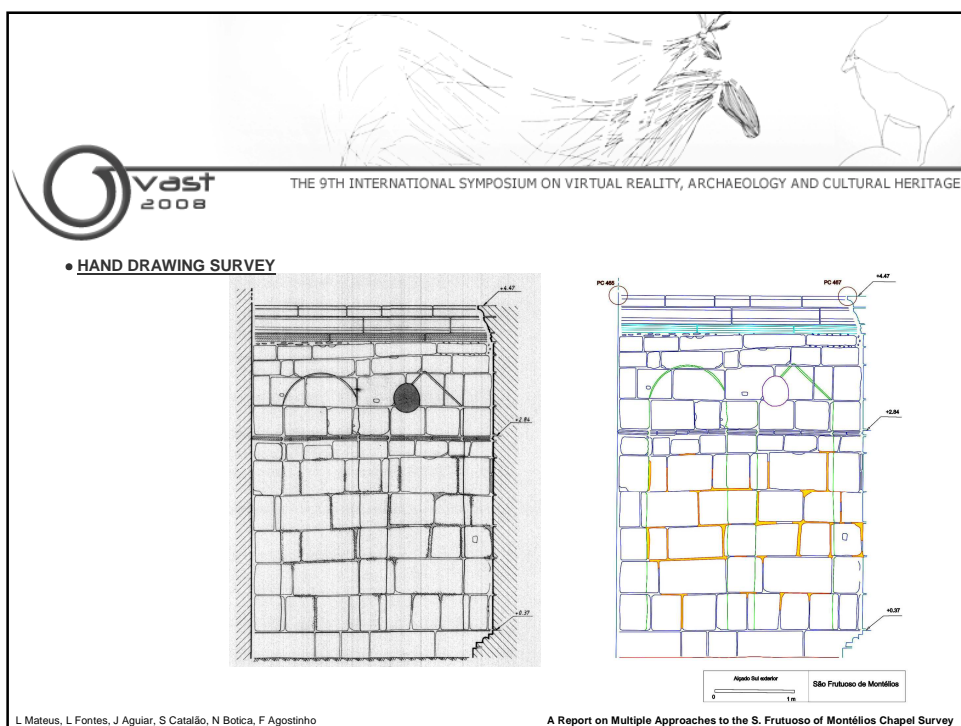 vast
2008
THE 9TH INTERNATIONAL SYMPOSIUM ON VIRTUAL REALITY, ARCHAEOLOGY AND CULTURAL HERITAGE
• HAND DRAWING SURVEY
+4.47
+2.84
+0.37
PC 465
PC 467
+4.47
+2.84
+0.37
Alçado Sul exterior
0 1 m
São Frutuoso de Montélios
L Mateus, L Fontes, J Aguiar, S Catalão, N Botica, F Agostinho
A Report on Multiple Approaches to the S. Frutuoso of Montélios Chapel Survey